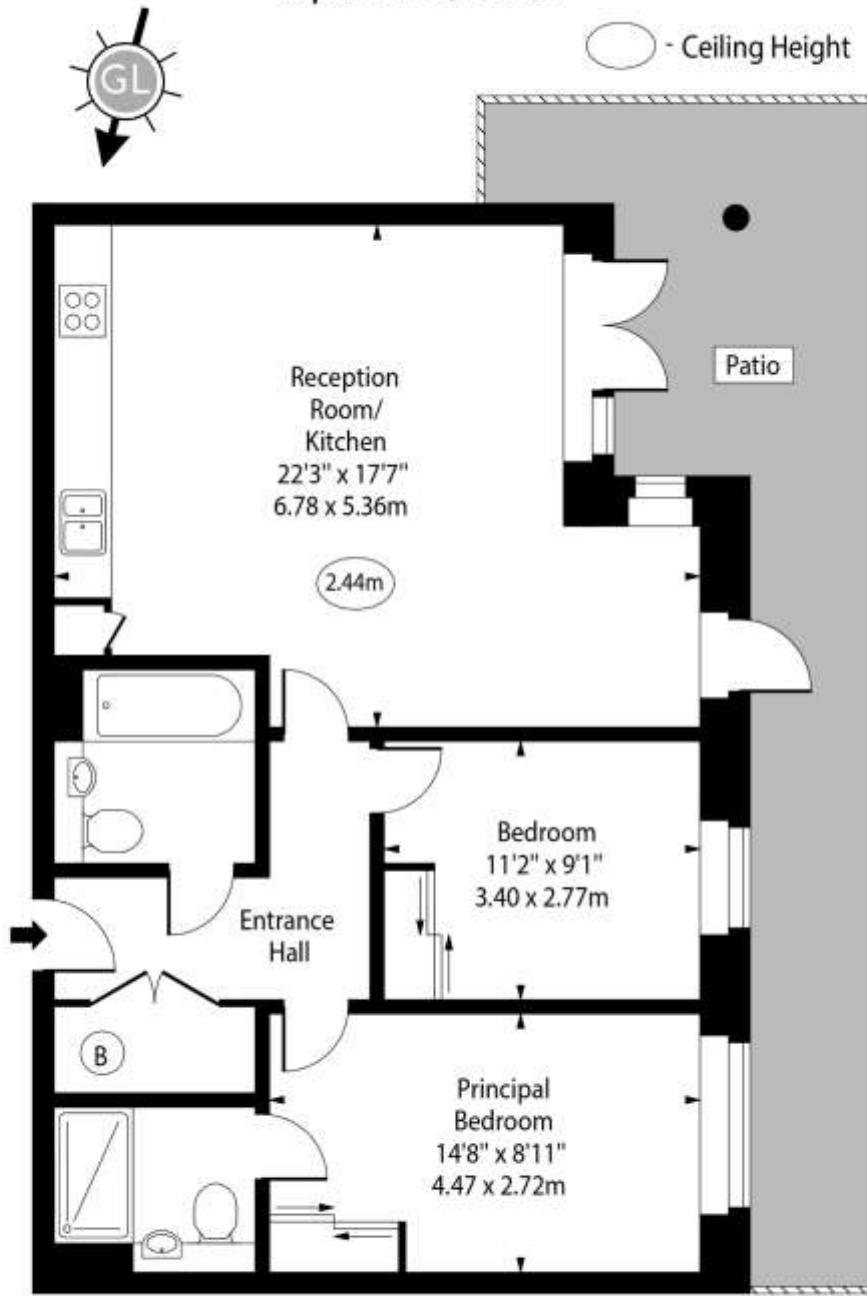 - Ceiling Height
GL
Patio
Reception
Room/
Kitchen
22'3" x 17'7"
6.78 x 5.36m
2.44m
Bedroom
11'2" x 9'1"
3.40 x 2.77m
Entrance
Hall
B
Principal
Bedroom
14'8" x 8'11"
4.47 x 2.72m